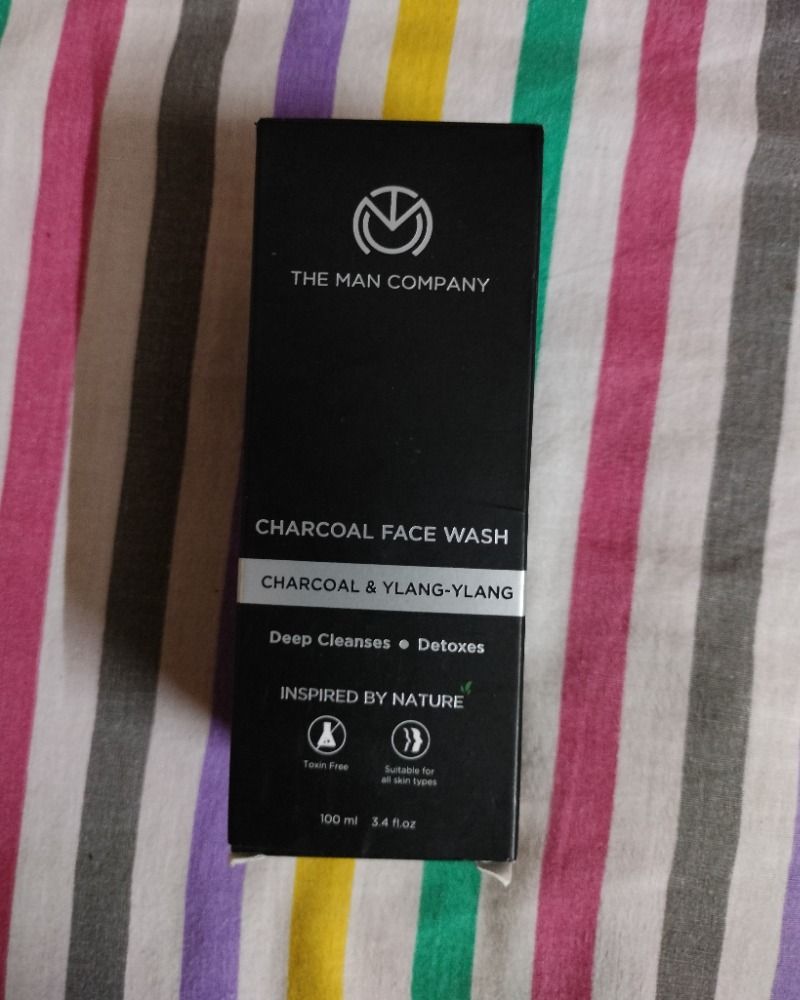 THE MAN COMPANY
CHARCOAL FACE WASH
CHARCOAL & YLANG-YLANG
Deep Cleanses ● Detoxes
INSPIRED BY NATURE
Toxin Free
Suitable for
all skin types
100 ml 3.4 fl.oz